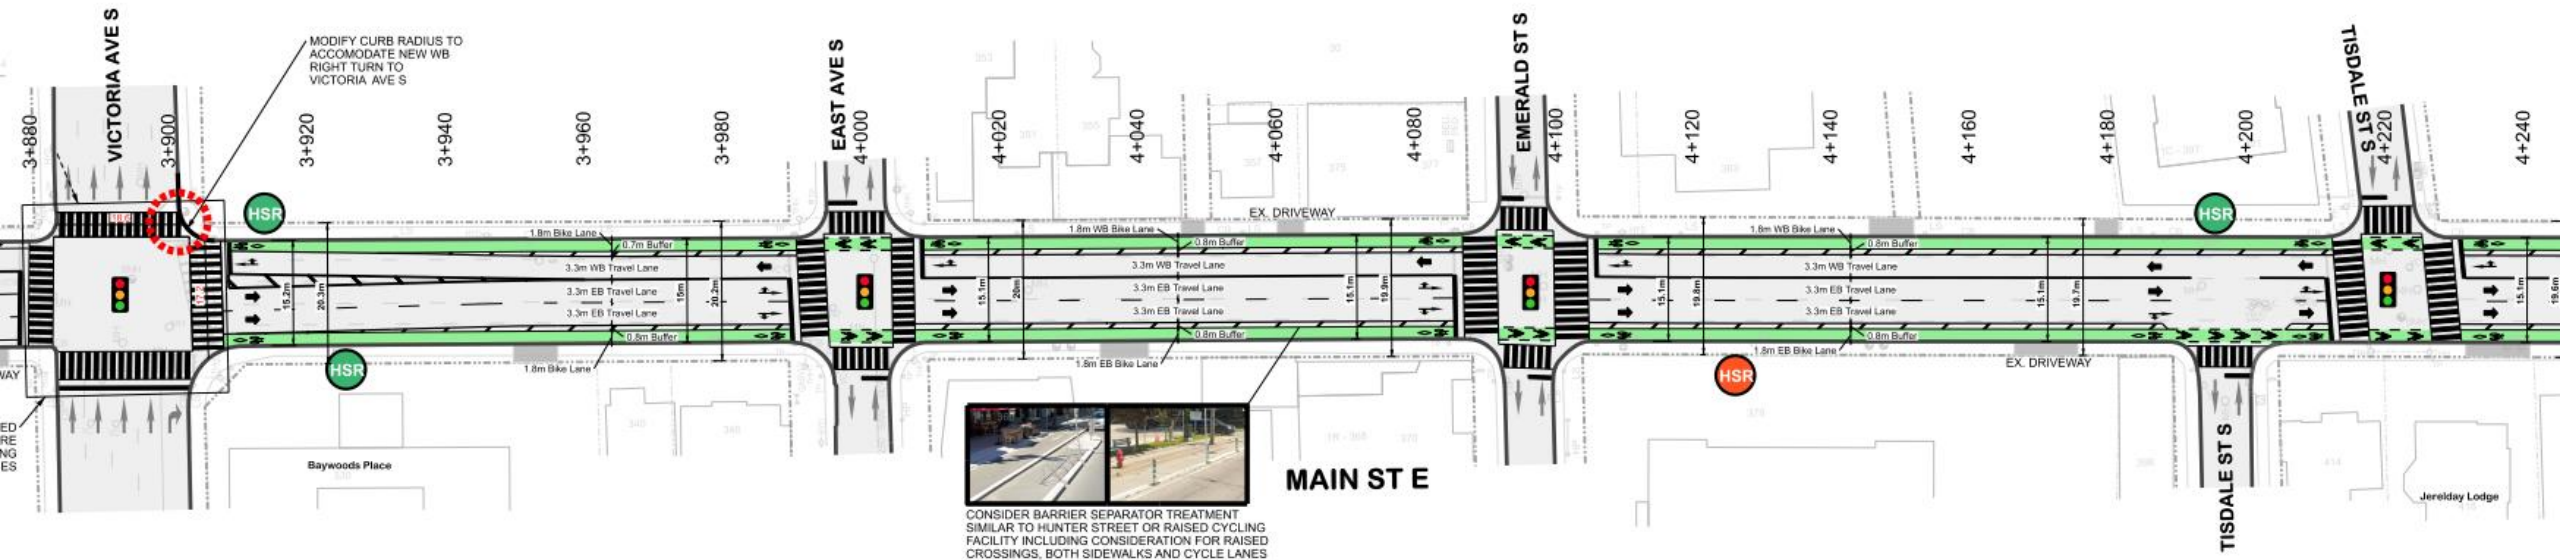 VICTORIA AVE S
MODIFY CURB RADIUS TO
ACCOMODATE NEW WB
RIGHT TURN TO
VICTORIA AVE S
EAST AVE S
EMERALD ST S
TISDALE ST S
3+880
3+900
3+920
3+940
3+960
3+980
4+000
4+020
4+040
4+060
4+080
4+100
4+120
4+140
4+160
4+180
4+200
4+220
4+240
HSR
HSR
EX. DRIVEWAY
1.8m Bike Lane
0.7m Buffer
1.8m WB Bike Lane
0.8m Buffer
1.8m WB Bike Lane
0.8m Buffer
3.3m WB Travel Lane
3.3m WB Travel Lane
3.3m WB Travel Lane
3.3m EB Travel Lane
3.3m EB Travel Lane
3.3m EB Travel Lane
3.3m EB Travel Lane
3.3m EB Travel Lane
3.3m EB Travel Lane
15.2m
20.3m
15m
20.2m
15.1m
20m
15.1m
19.9m
15.1m
19.8m
15.1m
19.7m
15.1m
19.6m
0.8m Buffer
0.8m Buffer
0.8m Buffer
1.8m Bike Lane
1.8m EB Bike Lane
1.8m EB Bike Lane
EX. DRIVEWAY
HSR
HSR
WAY
ED
RE
NG
ES
Baywoods Place
340
346
370
414
MAIN ST E
TISDALE ST S
Jerelday Lodge
CONSIDER BARRIER SEPARATOR TREATMENT
SIMILAR TO HUNTER STREET OR RAISED CYCLING
FACILITY INCLUDING CONSIDERATION FOR RAISED
CROSSINGS, BOTH SIDEWALKS AND CYCLE LANES